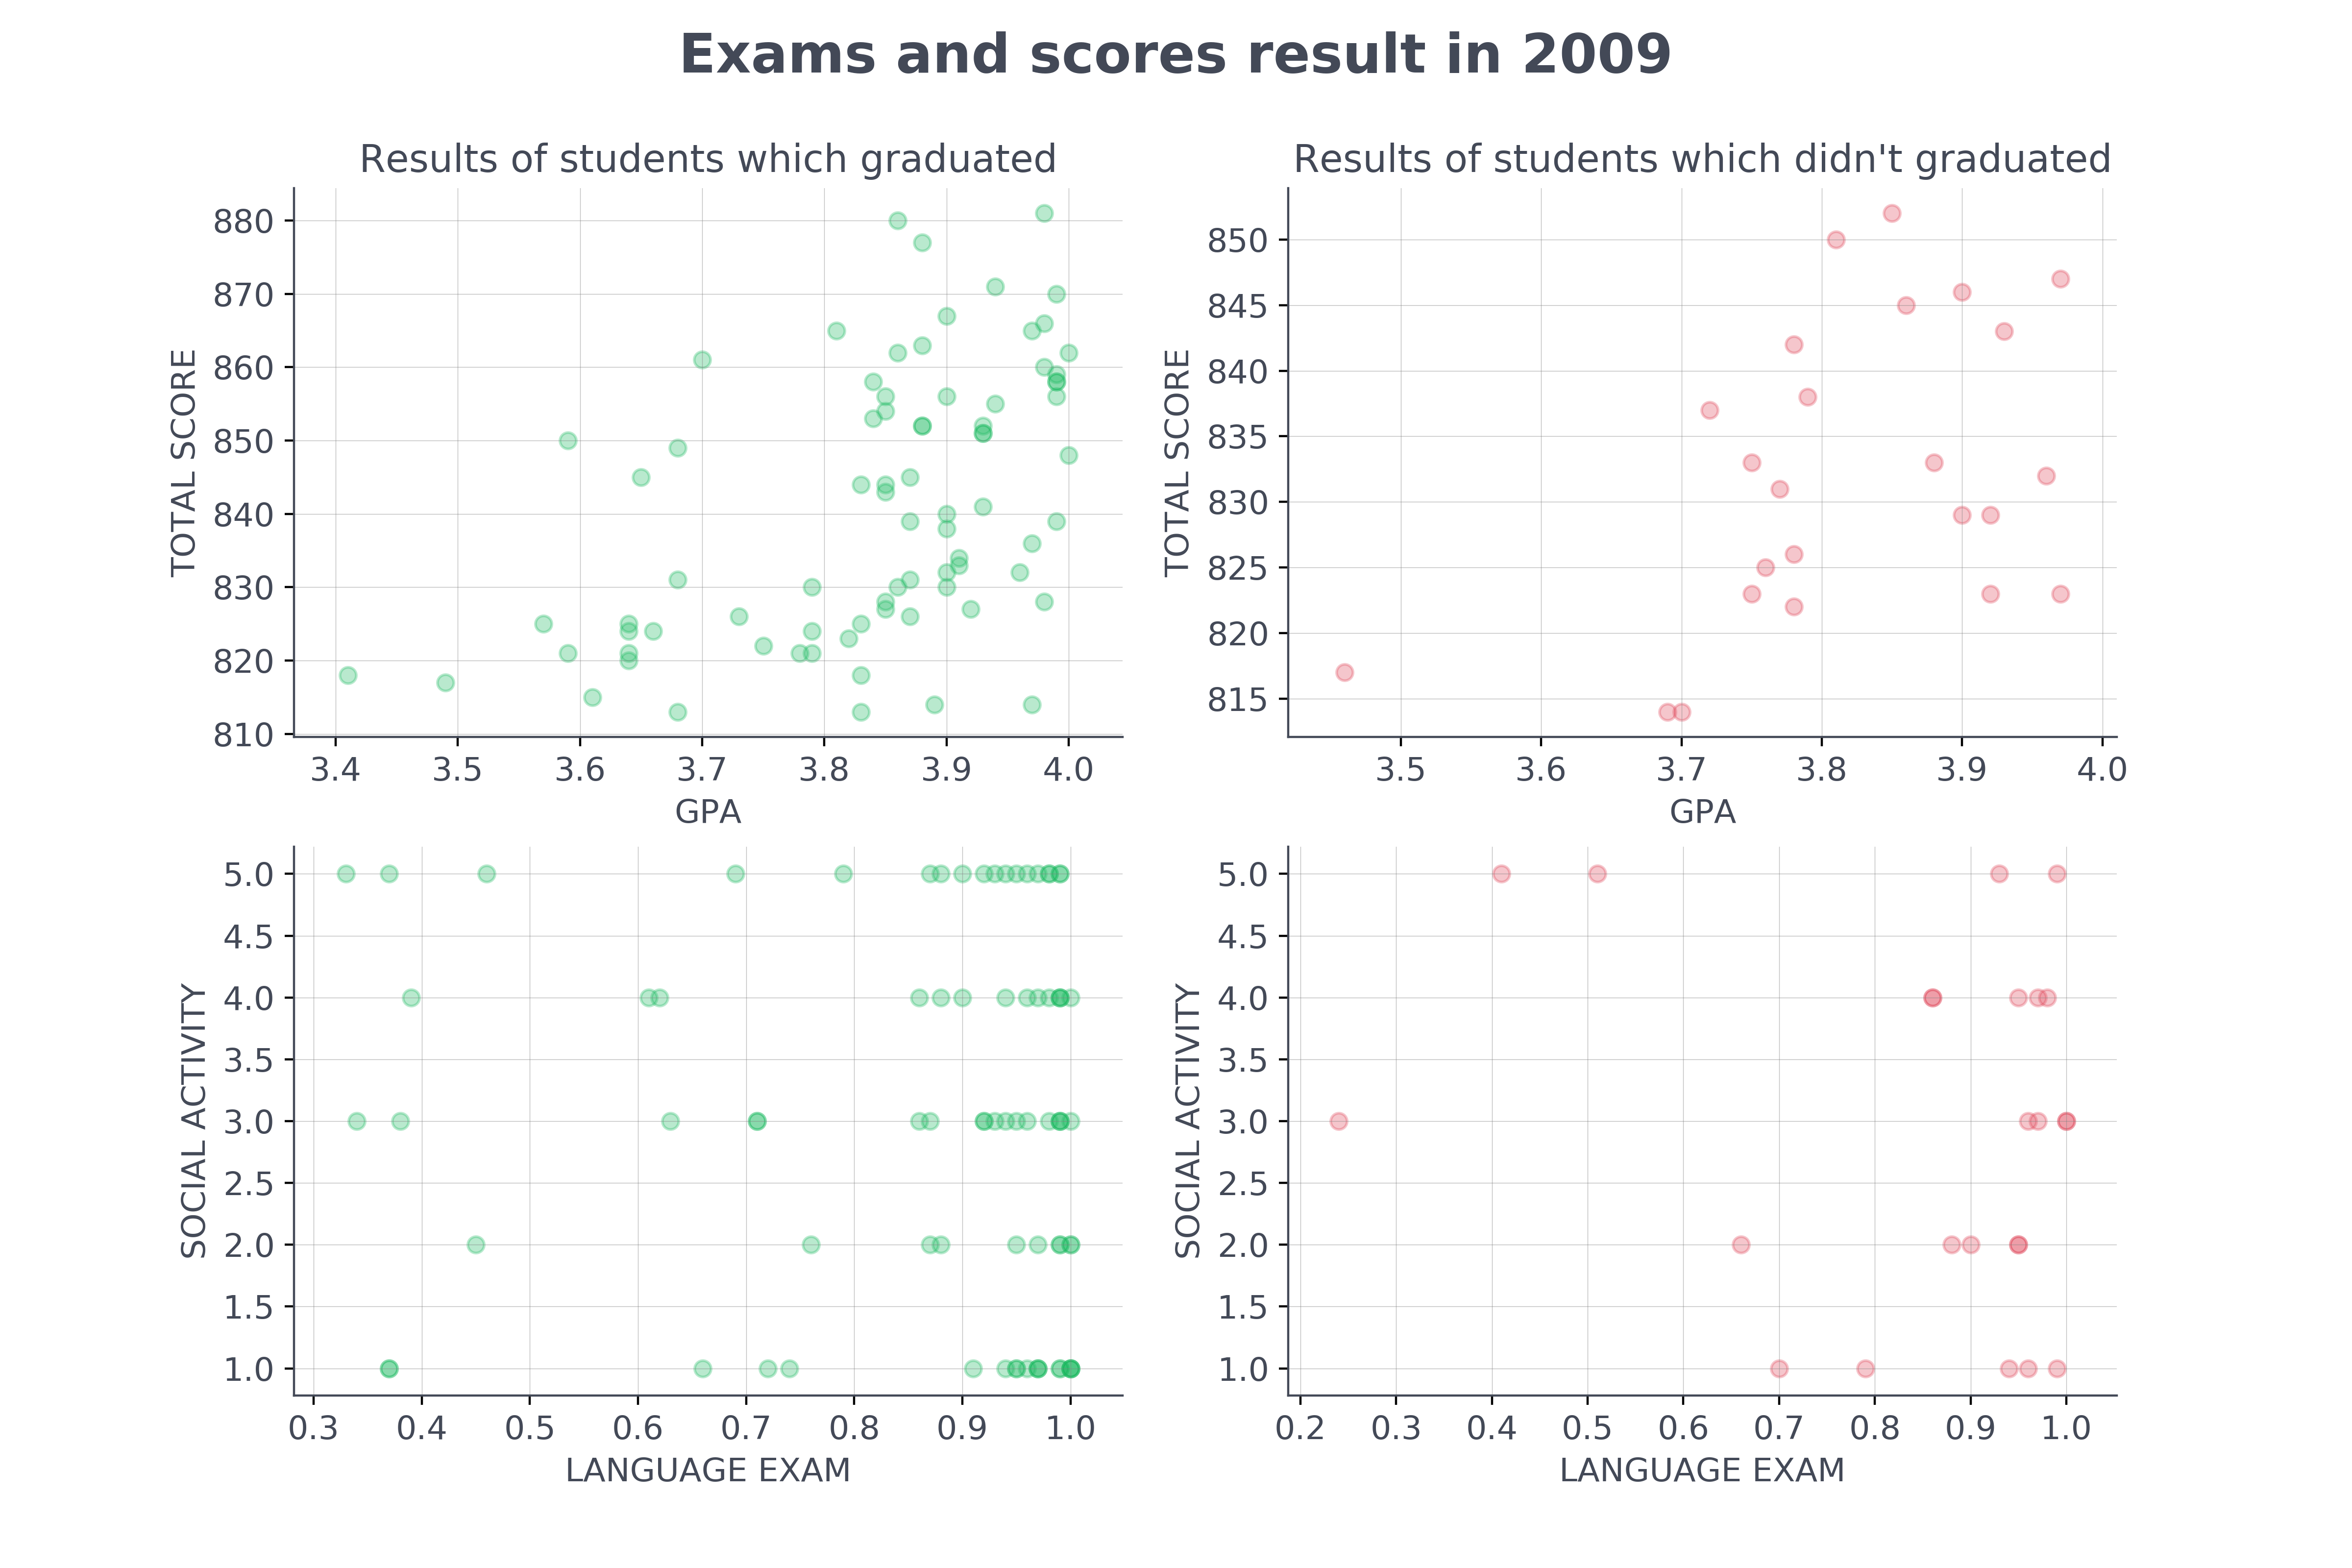 Exams and scores result in 2009
Results of students which graduated
880
870
860
850
840
830
820
810
TOTAL SCORE
3.4 3.5 3.6 3.7 3.8 3.9 4.0
GPA
Results of students which didn't graduated
850
845
840
835
830
825
820
815
TOTAL SCORE
3.5 3.6 3.7 3.8 3.9 4.0
GPA
5.0
4.5
4.0
3.5
3.0
2.5
2.0
1.5
1.0
SOCIAL ACTIVITY
0.3 0.4 0.5 0.6 0.7 0.8 0.9 1.0
LANGUAGE EXAM
5.0
4.5
4.0
3.5
3.0
2.5
2.0
1.5
1.0
SOCIAL ACTIVITY
0.2 0.3 0.4 0.5 0.6 0.7 0.8 0.9 1.0
LANGUAGE EXAM